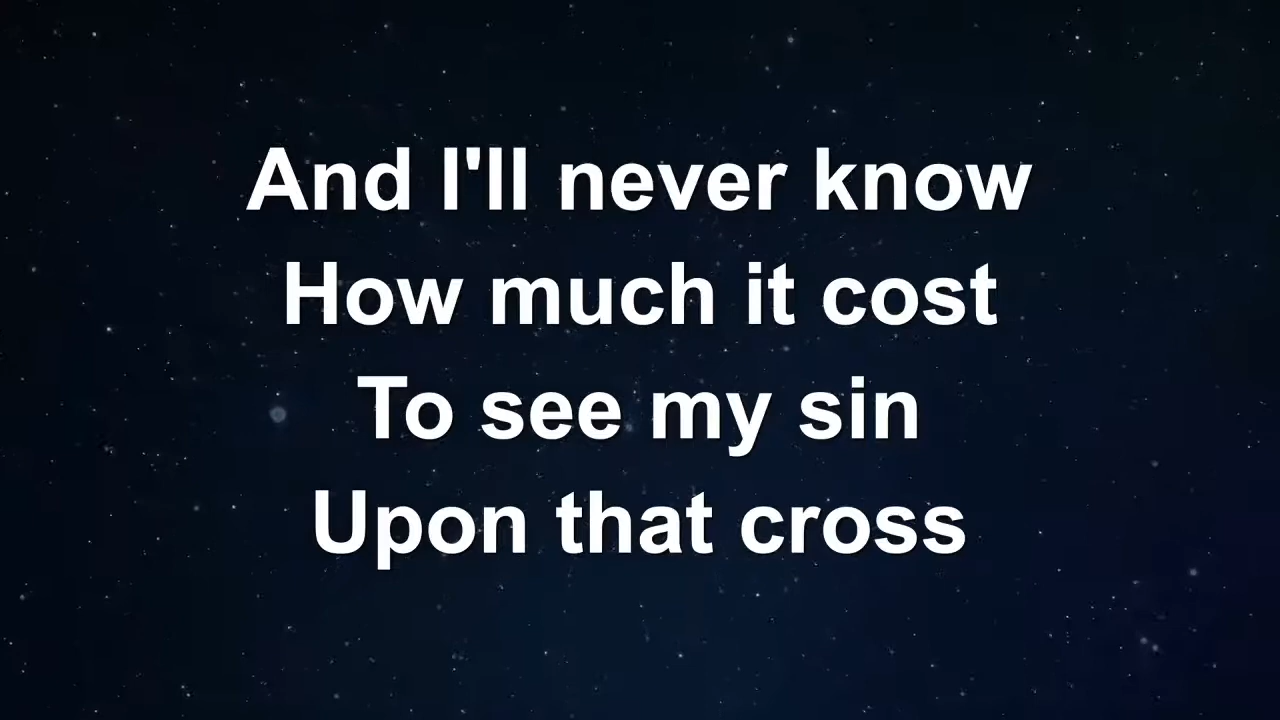 And I'll never know
How much it cost
To see my sin
Upon that cross